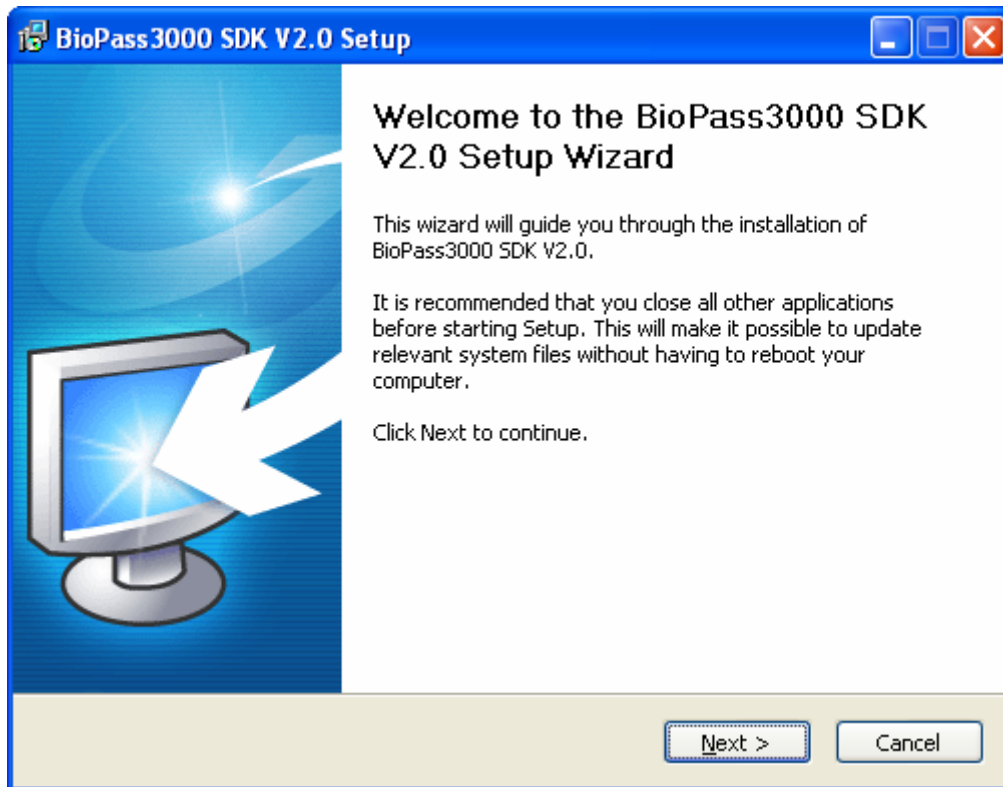 BioPass3000 SDK V2.0 Setup
Welcome to the BioPass3000 SDK
V2.0 Setup Wizard
This wizard will guide you through the installation of
BioPass3000 SDK V2.0.
It is recommended that you close all other applications
before starting Setup. This will make it possible to update
relevant system files without having to reboot your
computer.
Click Next to continue.
Next >
Cancel